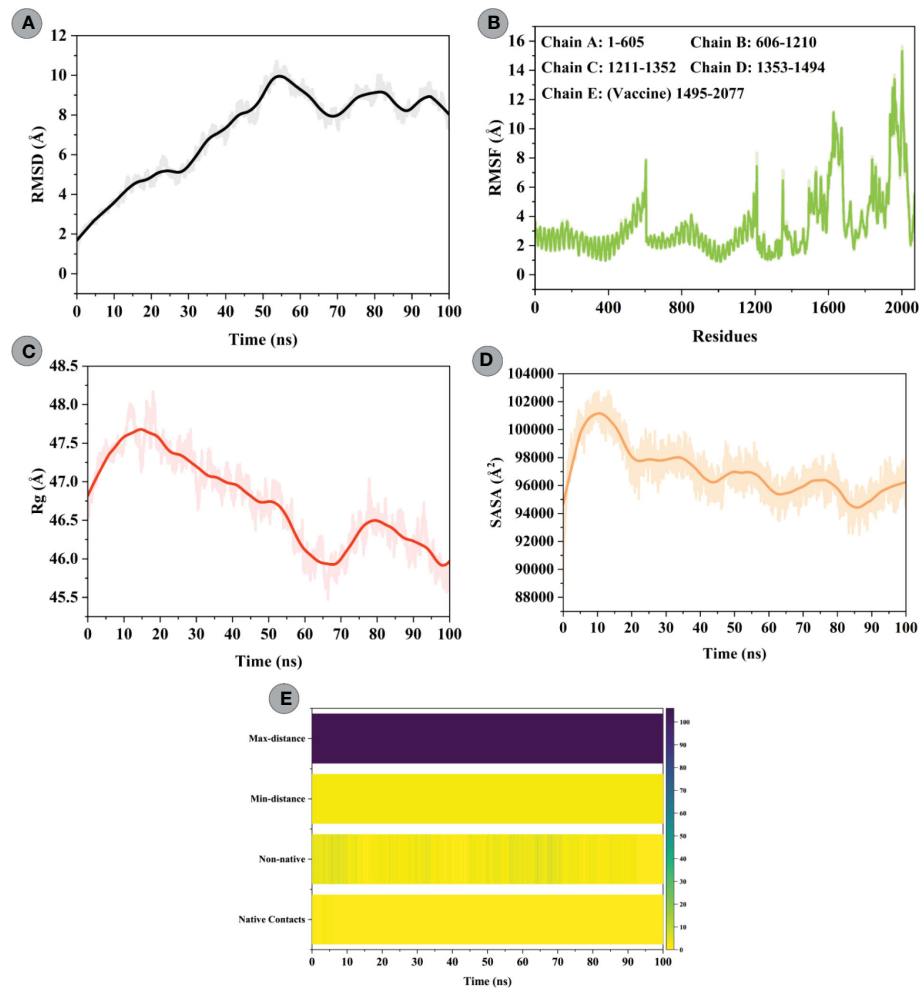 A
RMSD (Å)
12
10
8
6
4
2
0
0 10 20 30 40 50 60 70 80 90 100
Time (ns)
B
RMSF (Å)
16
14
12
10
8
6
4
2
0
Chain A: 1-605 Chain B: 606-1210
Chain C: 1211-1352 Chain D: 1353-1494
Chain E: (Vaccine) 1495-2077
0 400 800 1200 1600 2000
Residues
C
Rg (Å)
48.5
48.0
47.5
47.0
46.5
46.0
45.5
0 10 20 30 40 50 60 70 80 90 100
Time (ns)
D
SASA (Å²)
104000
102000
100000
98000
96000
94000
92000
90000
88000
0 10 20 30 40 50 60 70 80 90 100
Time (ns)
E
Max-distance
Min-distance
Non-native
Native Contacts
0 10 20 30 40 50 60 70 80 90 100
Time (ns)
100
90
80
70
60
50
40
30
20
10
0